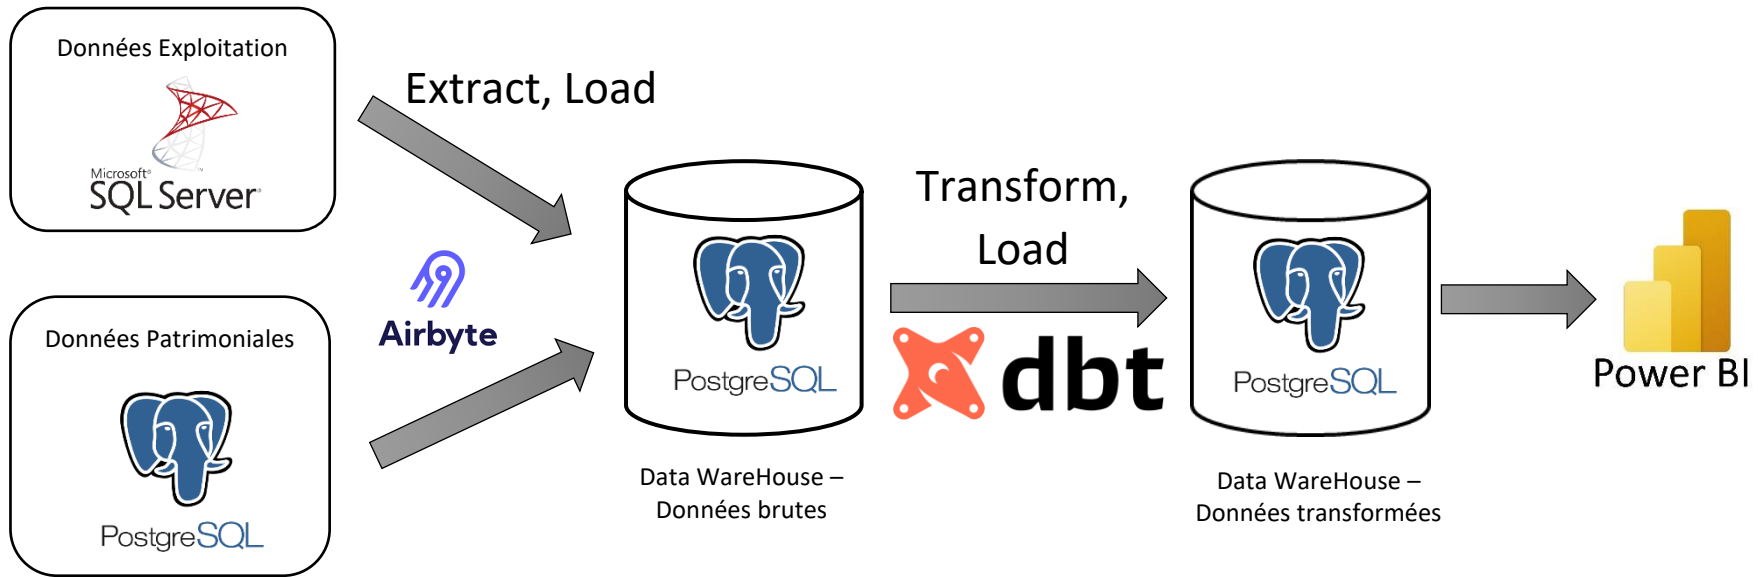 Données Exploitation
Microsoft®
SQL Server®
Extract, Load
Données Patrimoniales
PostgreSQL
Airbyte
PostgreSQL
Data WareHouse –
Données brutes
Transform,
Load
dbt
PostgreSQL
Data WareHouse –
Données transformées
Power BI